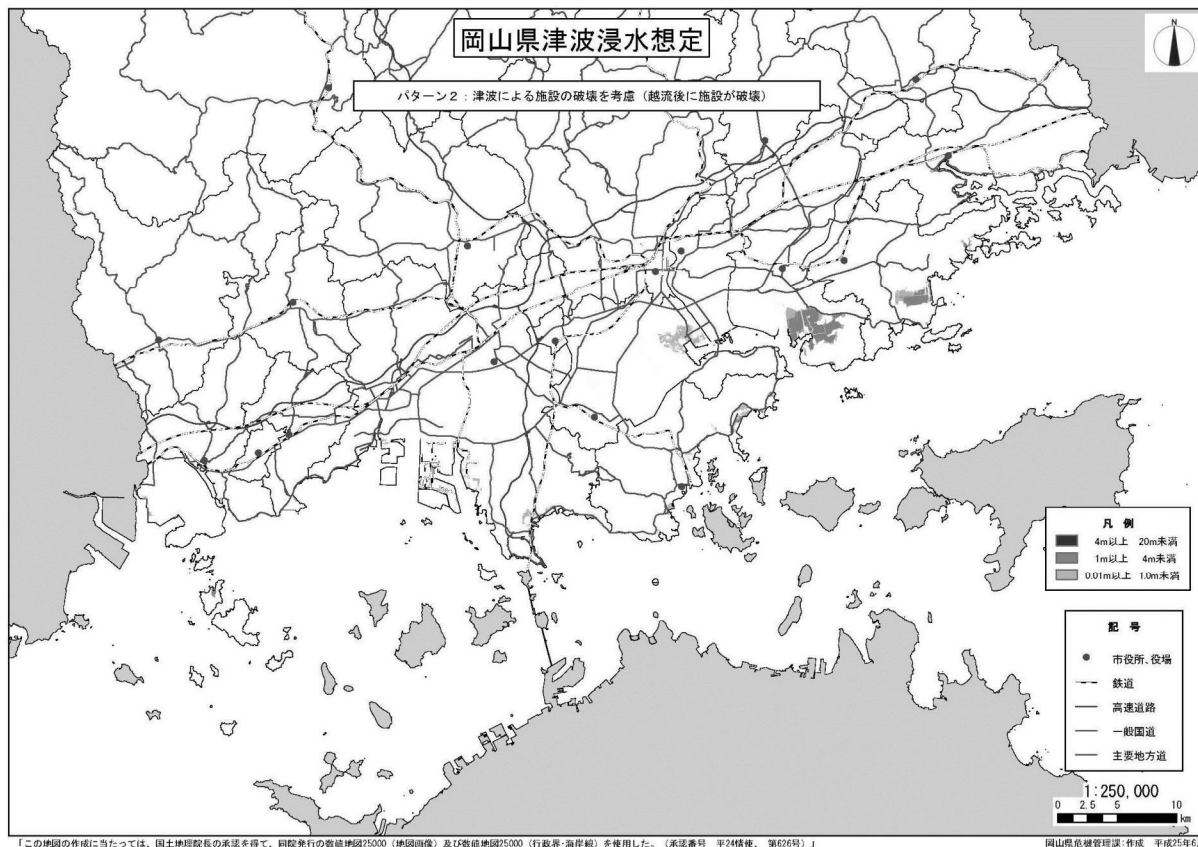 岡山県津波浸水想定
N
パターン2:津波による施設の破壊を考慮(越流後に施設が破壊)
凡 例
4m以上 20m未満
1m以上 4m未満
0.01m以上 1.0m未満
記 号
市役所、役場
鉄道
高速道路
一般国道
主要地方道
1:250,000
0 2.5 5 10
km
「この地図の作成に当たっては、国土地理院長の承認を得て、同院発行の数値地図25000(地図画像)及び数値地図25000(行政界・海岸線)を使用した。(承認番号 平24情使、 第626号)」
岡山県危機管理課:作成 平成25年6